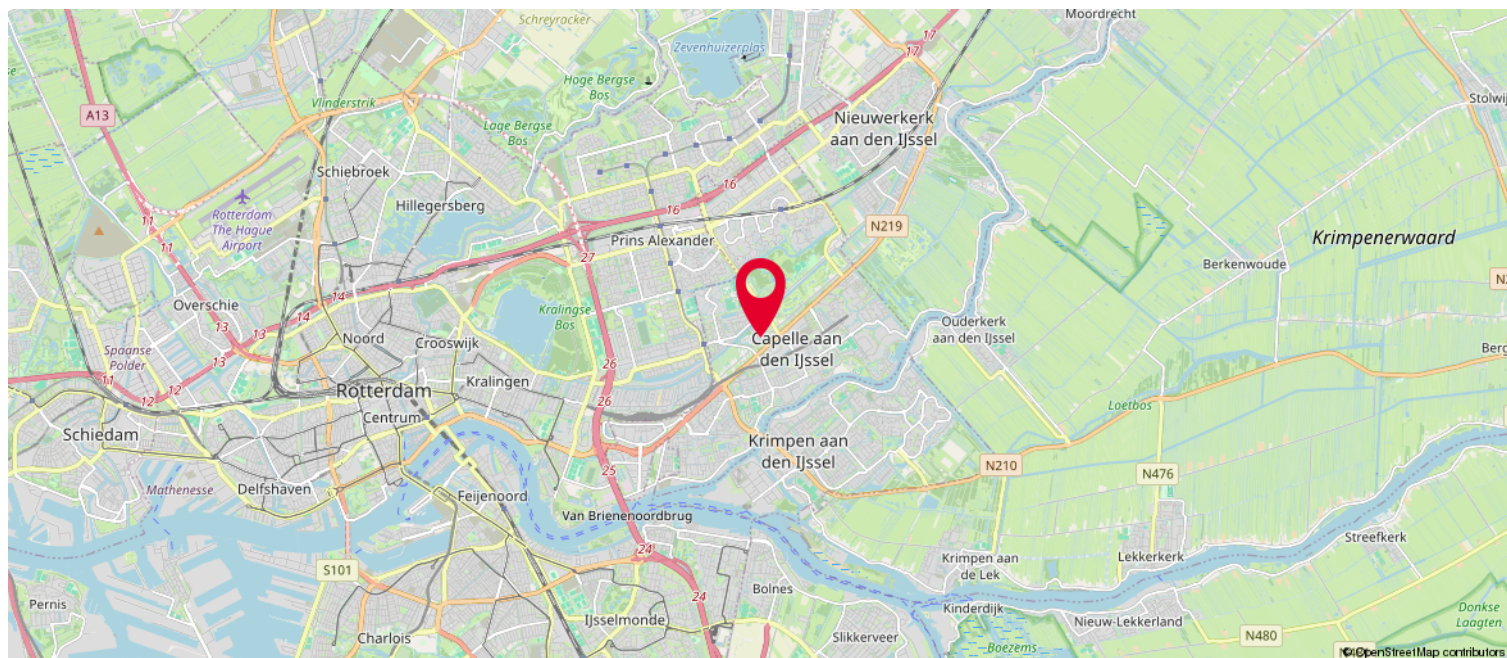 Moordrecht
Schreyracker
Zevenhuizerplas
17
17
Hoge Bergse
Bos
Stolwij
Vlinderstrik
A13
Lage Bergse
Bos
Nieuwerkerk
aan den IJssel
Schiebroek
16
Hillegersberg
16
Rotterdam
The Hague
Airport
11
11
N219
Prins Alexander
27
Krimpenerwaard
Berkenwoude
N2
14
Overschie
13
13
13
Kralingse
Bos
Noord
Crooswijk
Capelle aan
den IJssel
Ouderkerk
aan den IJssel
Spaanse
Polder
Berg
26
11
12
12
Kralingen
Rotterdam
26
Centrum
Loetbos
Schiedam
Krimpen aan
den IJssel
25
N210
N476
Mathenesse
Delfshaven
Feijenoord
Van Brienenoordbrug
24
Streefkerk
S101
Krimpen aan
de Lek
Lekkerkerk
24
Bolnes
Pernis
Kinderdijk
Nieuw-Lekkerland
Donkse
Laagten
IJsselmonde
Charlois
Slikkerveer
Boezems
N480
© OpenStreetMap contributors